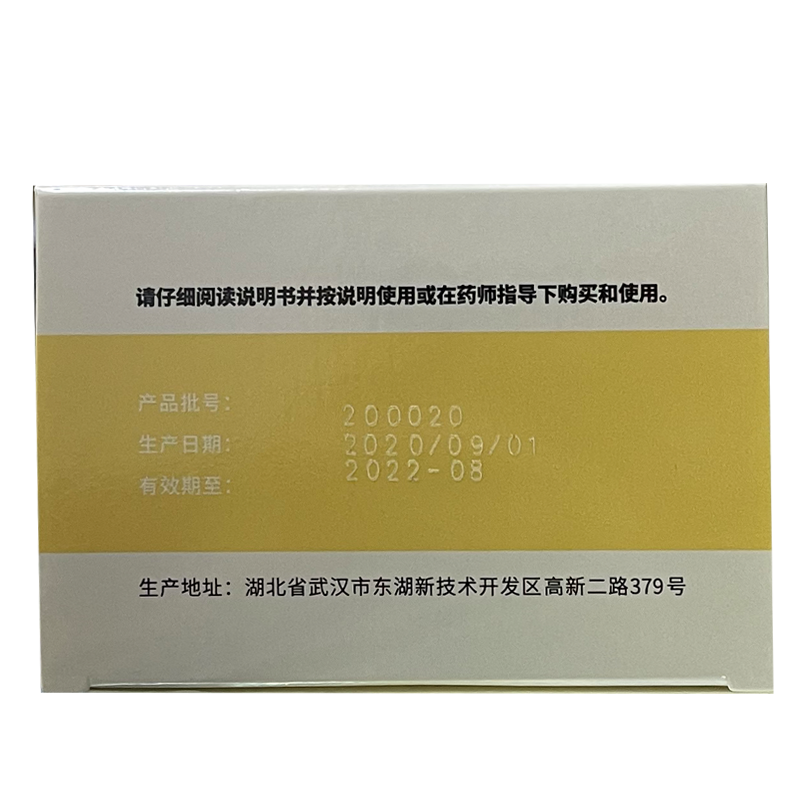 请仔细阅读说明书并按说明使用或在药师指导下购买和使用。
产品批号： 200020
生产日期： 2020/09/01
有效期至： 2022-08
生产地址：湖北省武汉市东湖新技术开发区高新二路379号